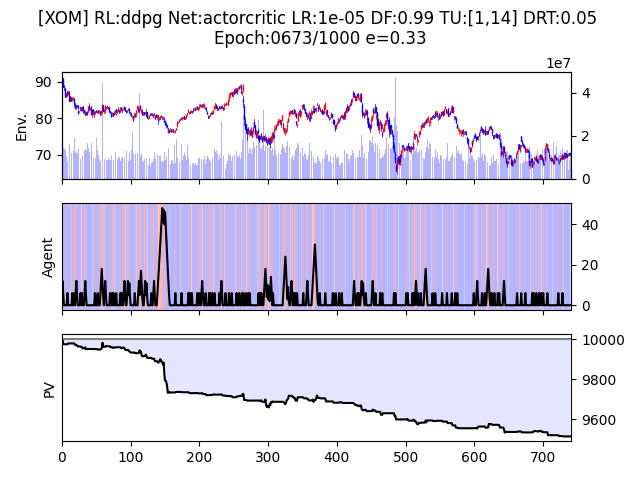 [XOM] RL:ddpg Net:actorcritic LR:1e-05 DF:0.99 TU:[1,14] DRT:0.05
Epoch:0673/1000 e=0.33
1e7
Env.
90
80
70
4
2
0
Agent
40
20
0
PV
10000
9800
9600
0 100 200 300 400 500 600 700